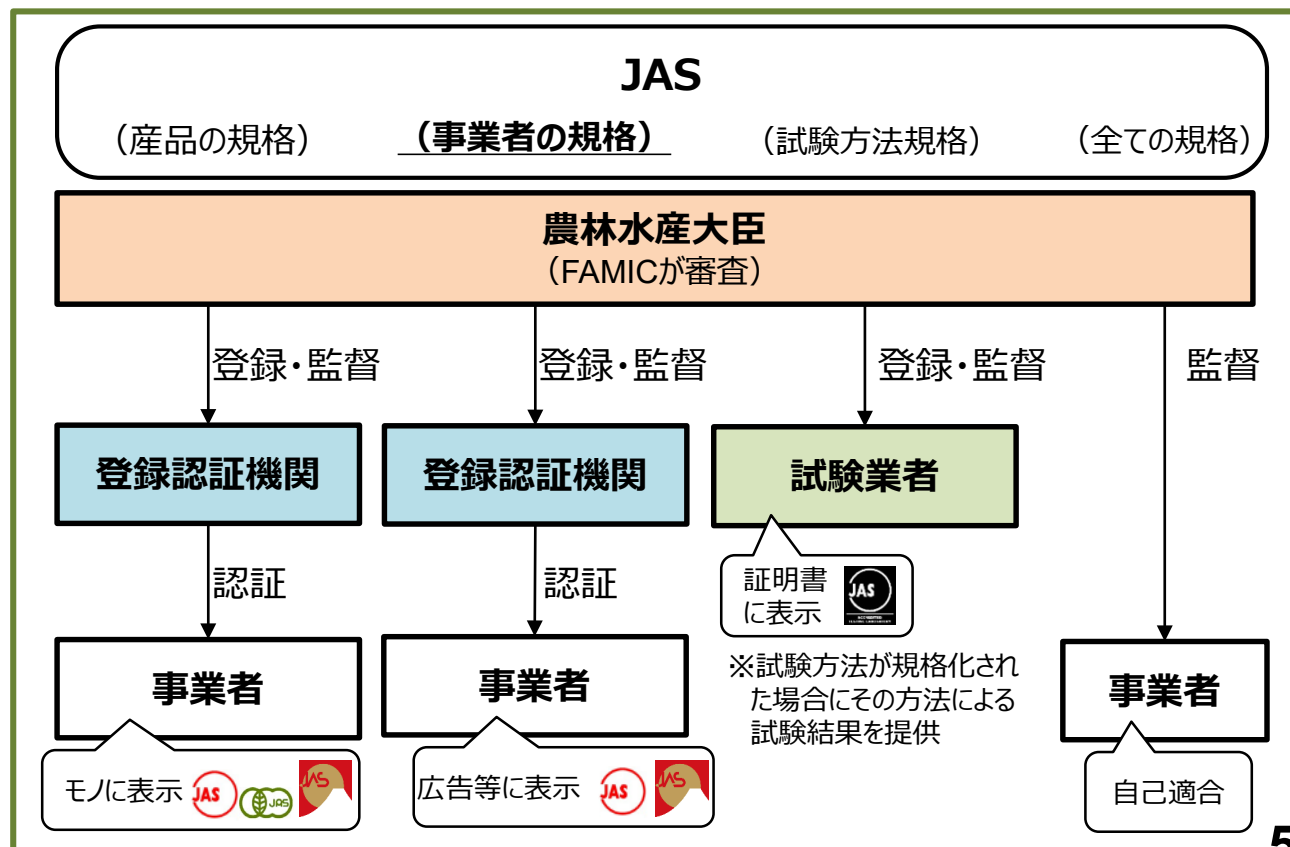 JAS
（産品の規格）
（事業者の規格）
（試験方法規格）
（全ての規格）
農林水産大臣
（FAMICが審査）
登録・監督
登録・監督
登録・監督
監督
登録認証機関
登録認証機関
試験業者
認証
認証
証明書
に表示
JAS
※試験方法が規格化され
た場合にその方法による
試験結果を提供
事業者
事業者
事業者
モノに表示
JAS
JAS
JAS
広告等に表示
JAS
JAS
自己適合
5